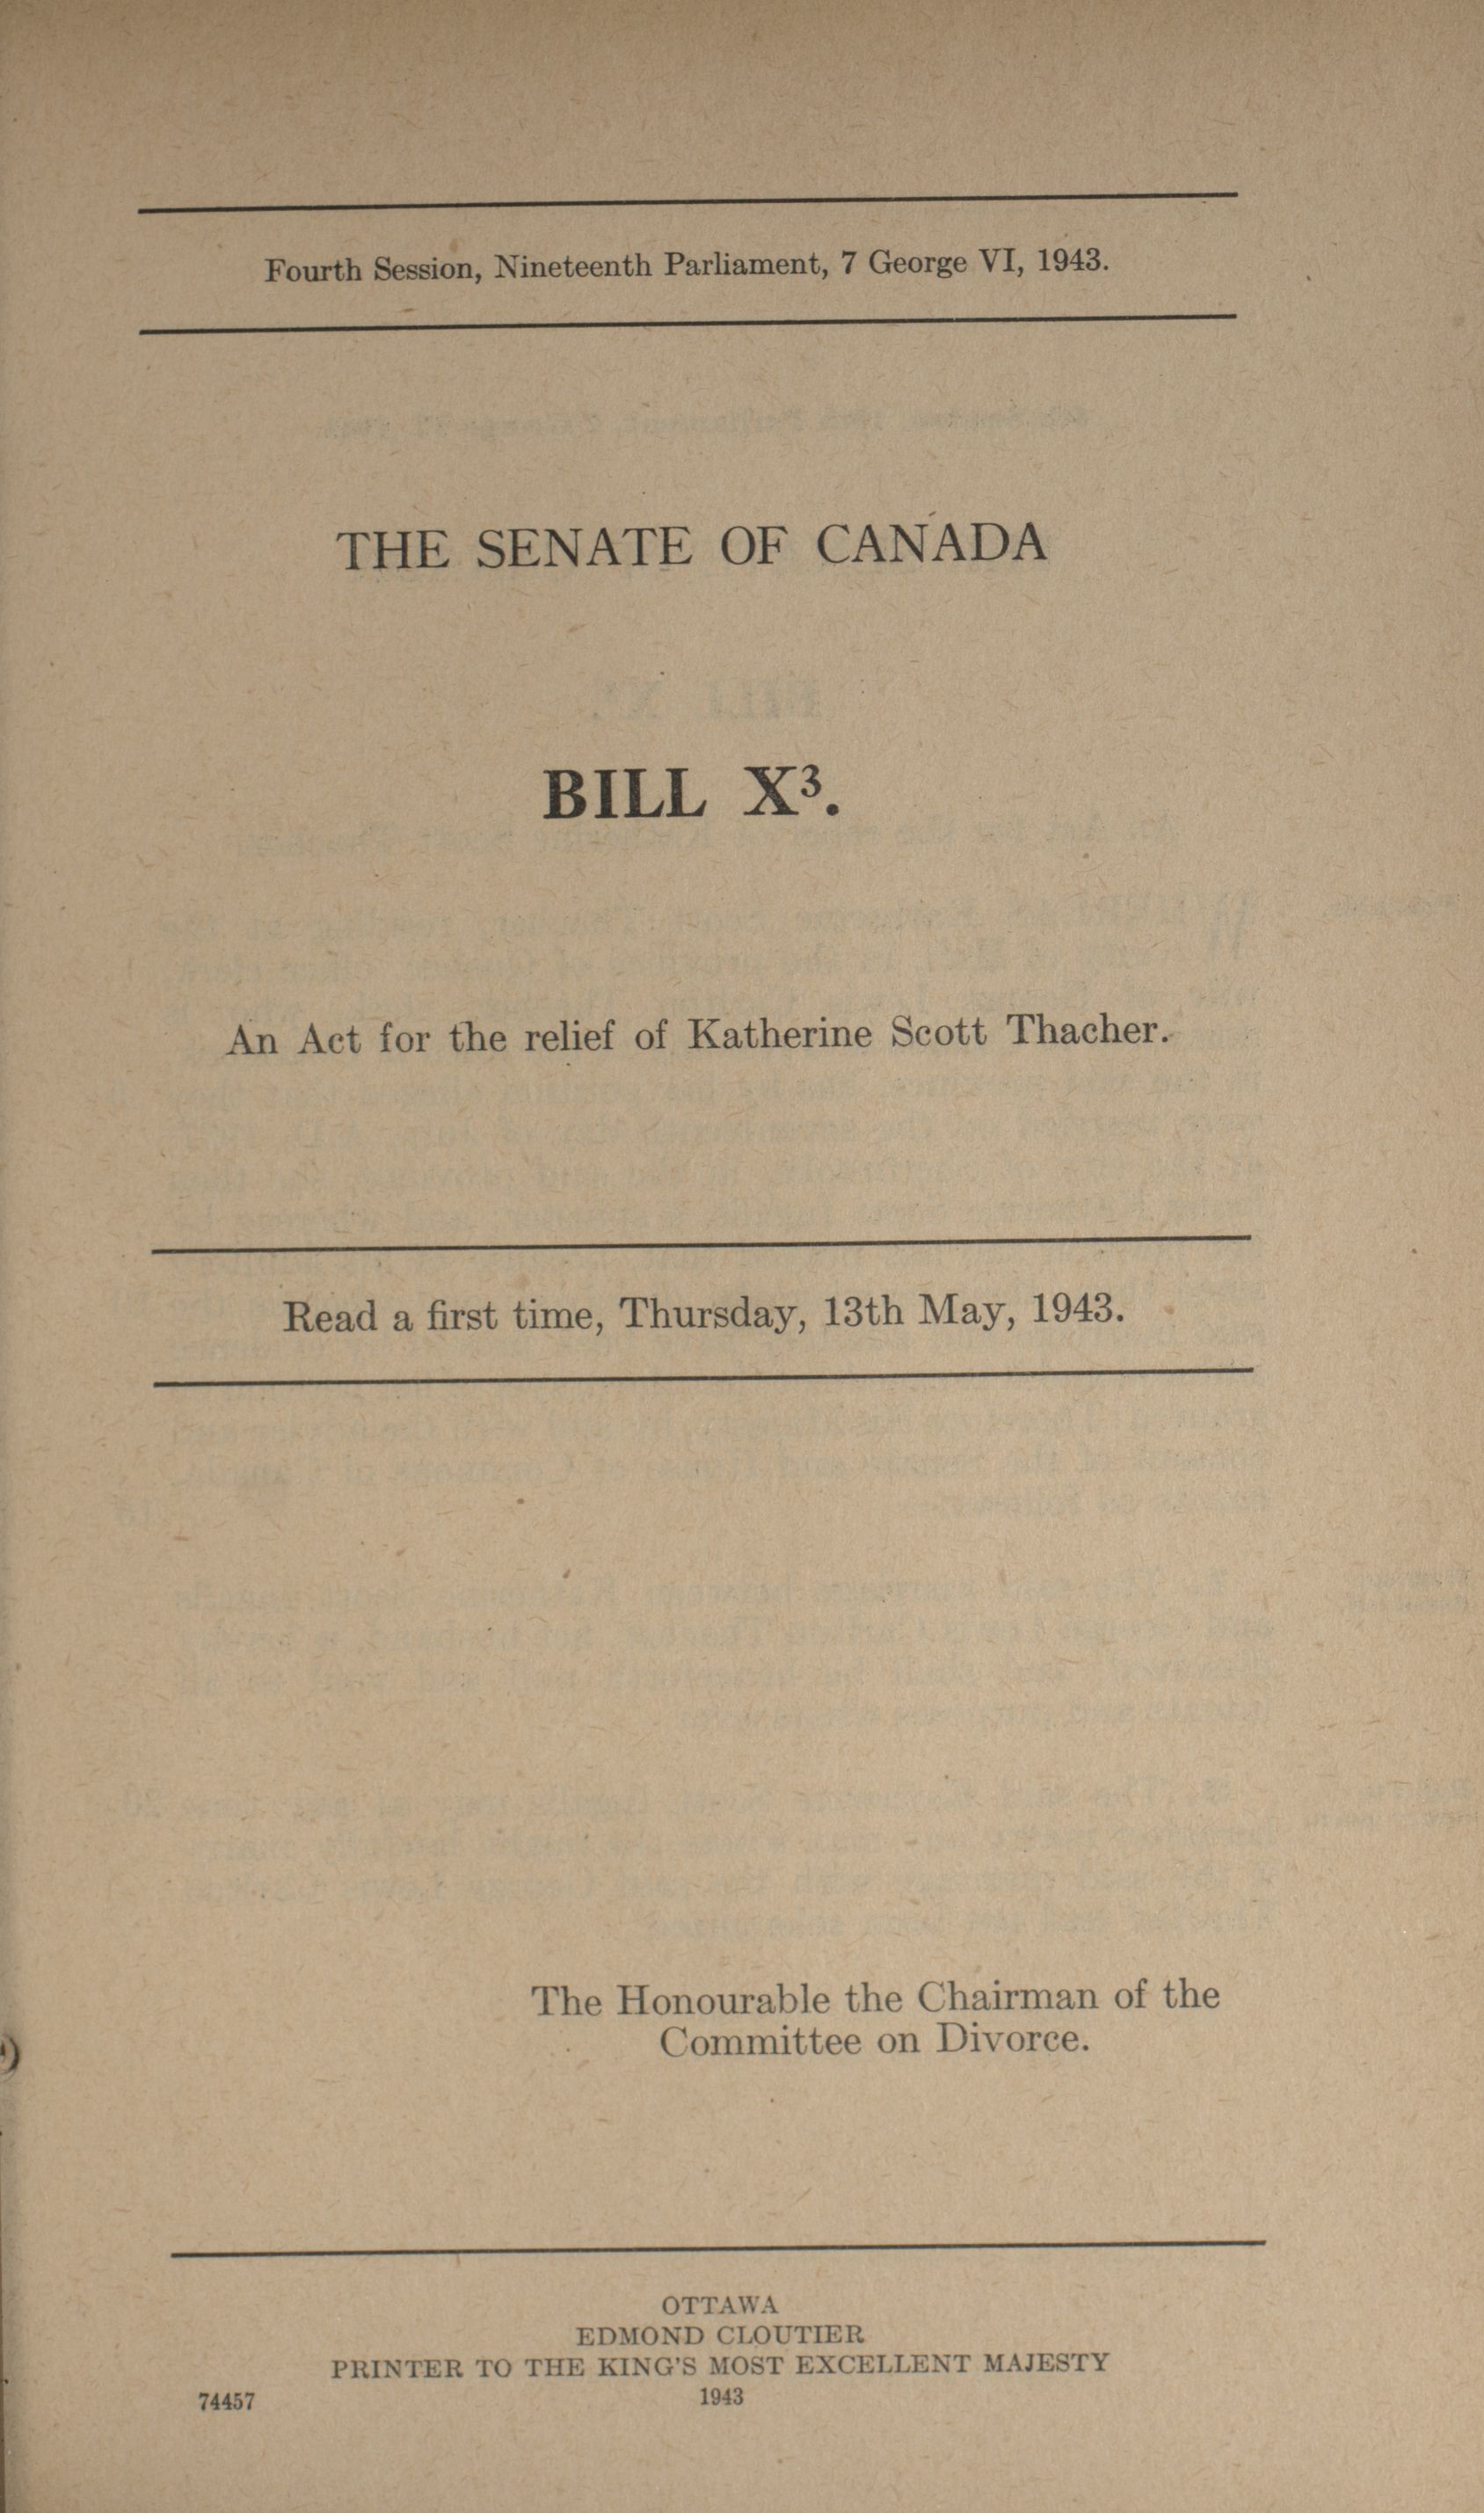 Fourth Session, Nineteenth Parliament, 7 George VI, 1943.
THE SENATE OF CANADA
BILL X³.
An Act for the relief of Katherine Scott Thacher.
Read a first time, Thursday, 13th May, 1943.
The Honourable the Chairman of the
Committee on Divorce.
OTTAWA
EDMOND CLOUTIER
PRINTER TO THE KING'S MOST EXCELLENT MAJESTY
74457 1943